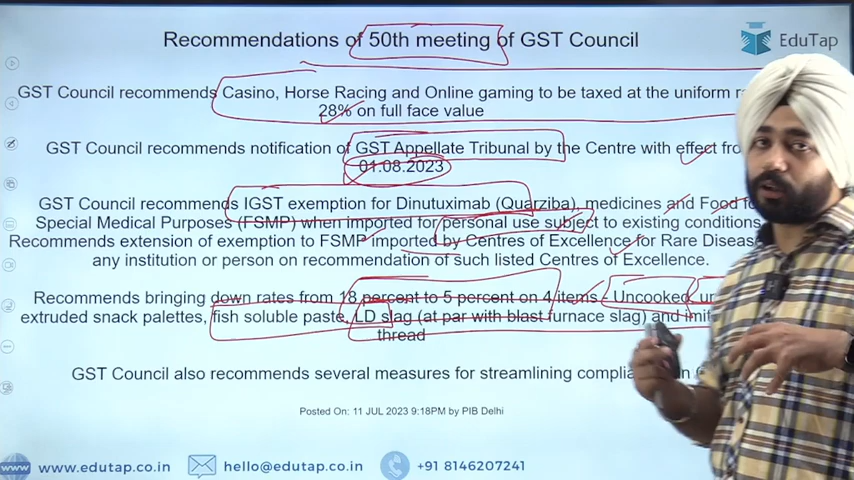 Recommendations of 50th meeting of GST Council
EduTap
GST Council recommends Casino, Horse Racing and Online gaming to be taxed at the uniform
28% on full face value
GST Council recommends notification of GST Appellate Tribunal by the Centre with effect
01.08.2023
GST Council recommends IGST exemption for Dinutuximab (Quarziba), medicines and Food
Special Medical Purposes (FSMP) when imported for personal use subject to existing conditions
Recommends extension of exemption to FSMP imported by Centres of Excellence for Rare
any institution or person on recommendation of such listed Centres of Excellence.
Recommends bringing down rates from 18 percent to 5 percent on 4 items - Uncooked,
extruded snack palettes, fish soluble paste, LD slag (at par with blast furnace slag) and
thread
GST Council also recommends several measures for streamlining
Posted On: 11 JUL 2023 9:18PM by PIB Delhi
www.edutap.co.in
hello@edutap.co.in
+91 8146207241